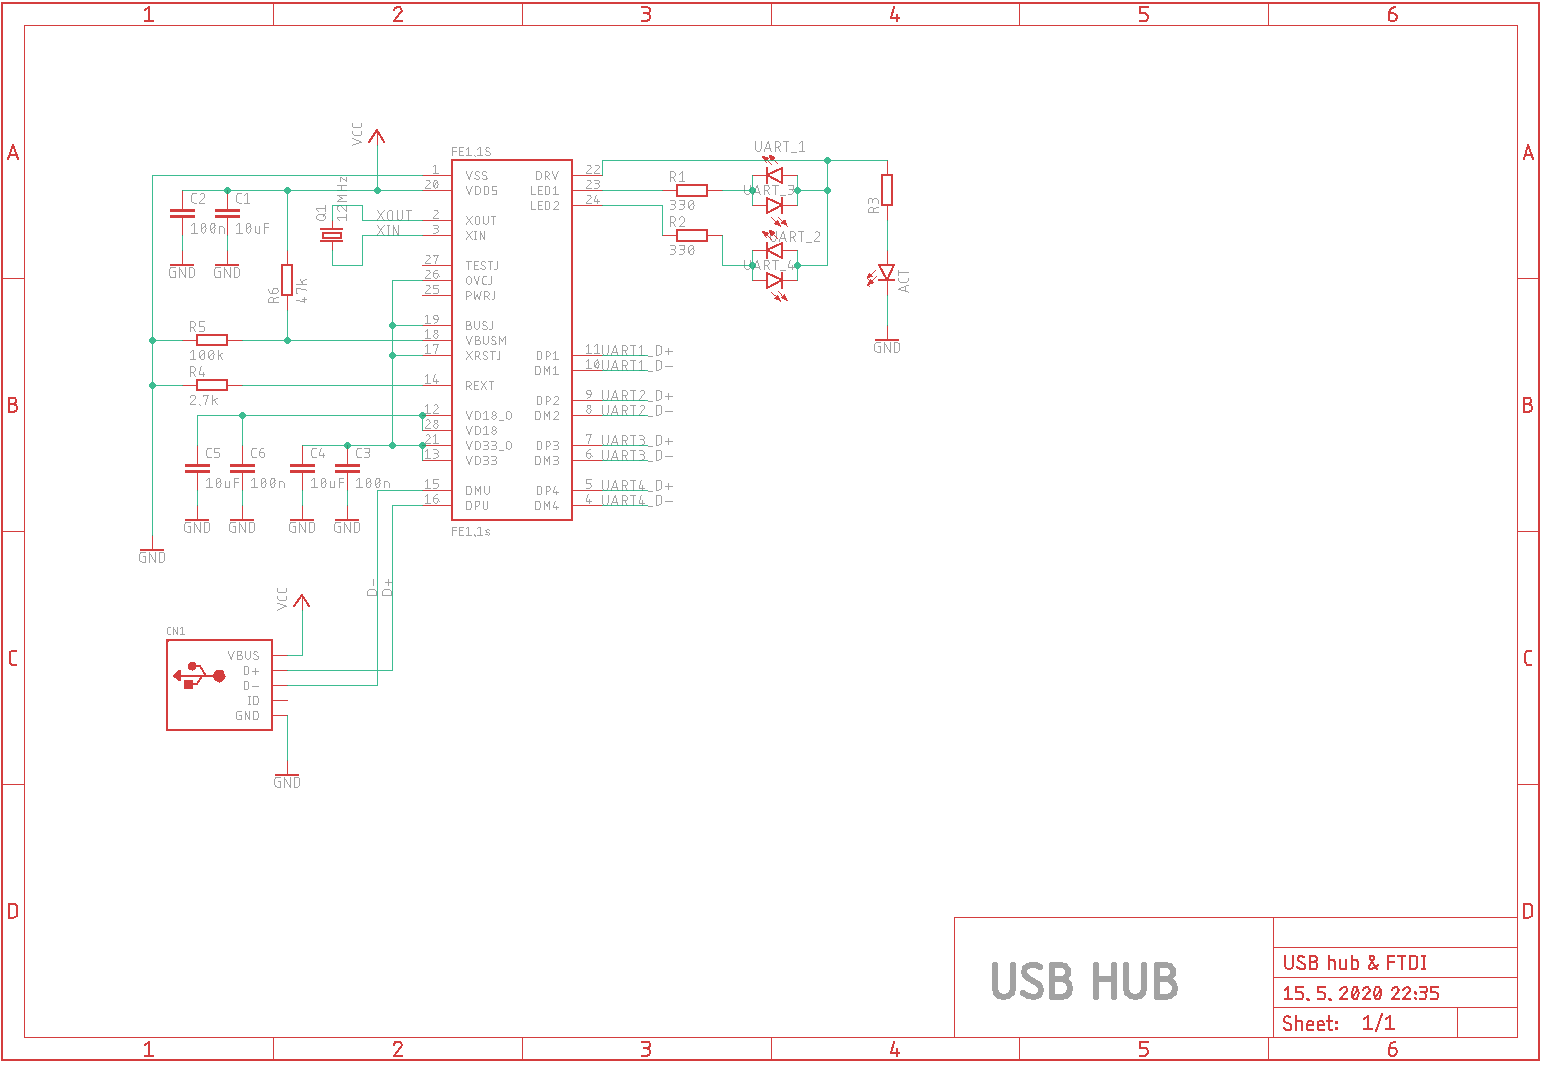 1 2 3 4 5 6
A A
B B
C C
D D
1 2 3 4 5 6
VCC
FE1.1S
1 VSS
20 VDD5
2 XOUT
3 XIN
27 TESTJ
26 OVCJ
25 PWRJ
19 BUSJ
18 VBUSM
17 XRSTJ
14 REXT
12 VD18_O
28 VD18
21 VD33_O
13 VD33
15 DMU
16 DPU
DRV 22
LED1 23
LED2 24
DP1 11 UART1_D+
DM1 10 UART1_D-
DP2 9 UART2_D+
DM2 8 UART2_D-
DP3 7 UART3_D+
DM3 6 UART3_D-
DP4 5 UART4_D+
DM4 4 UART4_D-
FE1.1s
C2
100n
GND
C1
10uF
GND
Q1
12MHz
XOUT
XIN
R6
47k
R5
100k
R4
2,7k
C5
10uF
GND
C6
100n
GND
C4
10uF
GND
C3
100n
GND
GND
D-
D+
R1
330
R2
330
UART_1
UART_3
UART_2
UART_4
R3
ACT
GND
VCC
CN1
VBUS
D+
D-
ID
GND
GND
USB HUB
USB hub & FTDI
15. 5. 2020 22:35
Sheet: 1/1